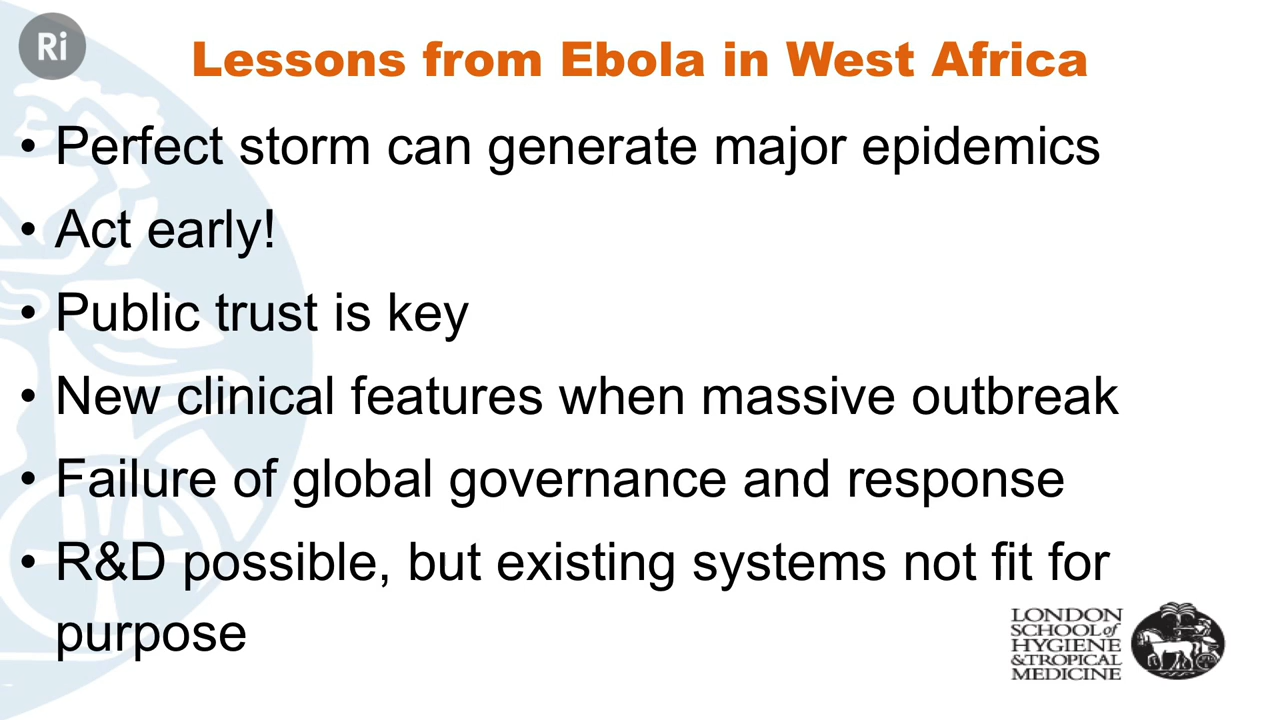 Ri
Lessons from Ebola in West Africa
• Perfect storm can generate major epidemics
• Act early!
• Public trust is key
• New clinical features when massive outbreak
• Failure of global governance and response
• R&D possible, but existing systems not fit for
purpose
LONDON
SCHOOL of
HYGIENE
&TROPICAL
MEDICINE